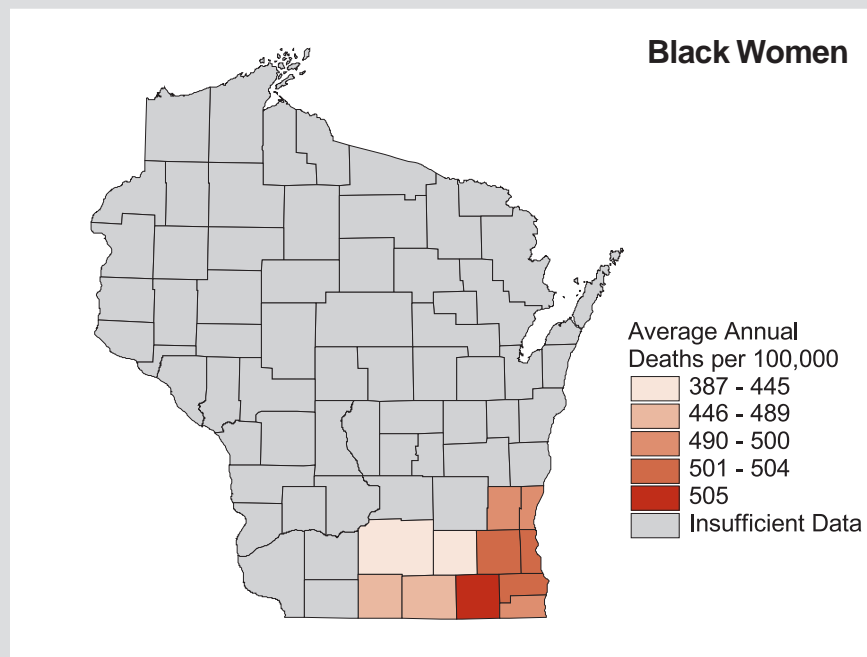 Black Women
Average Annual
Deaths per 100,000
387 - 445
446 - 489
490 - 500
501 - 504
505
Insufficient Data